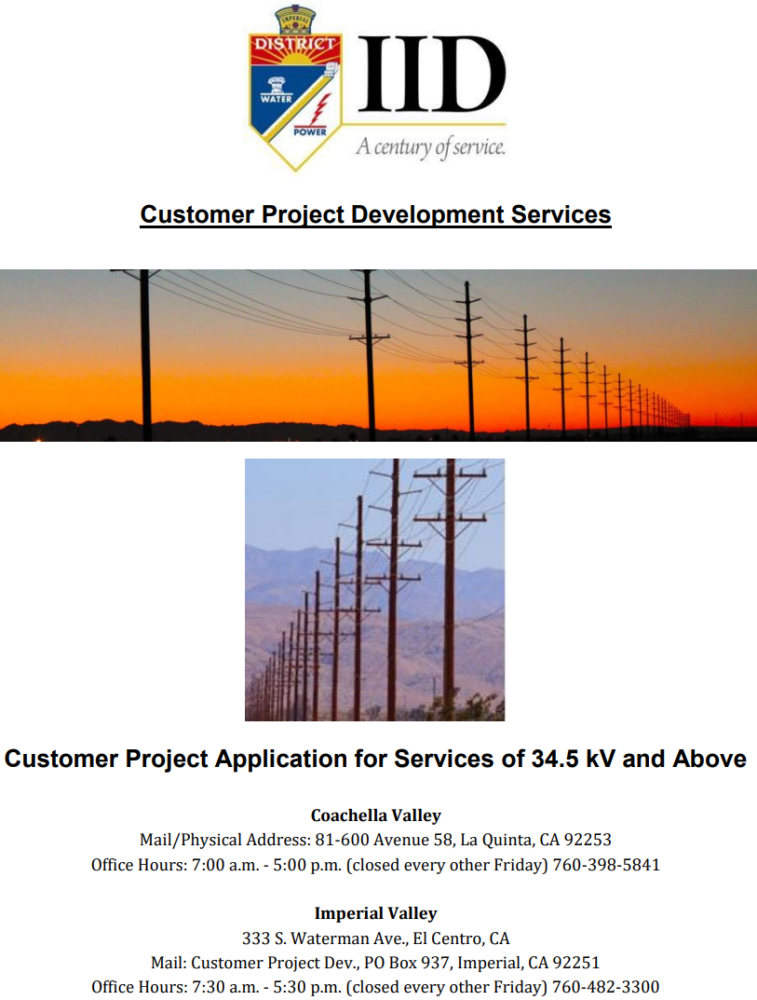 IMPERIAL
DISTRICT
WATER
POWER
IID
A century of service.
Customer Project Development Services
Customer Project Application for Services of 34.5 kV and Above
Coachella Valley
Mail/Physical Address: 81-600 Avenue 58, La Quinta, CA 92253
Office Hours: 7:00 a.m. - 5:00 p.m. (closed every other Friday) 760-398-5841
Imperial Valley
333 S. Waterman Ave., El Centro, CA
Mail: Customer Project Dev., PO Box 937, Imperial, CA 92251
Office Hours: 7:30 a.m. - 5:30 p.m. (closed every other Friday) 760-482-3300